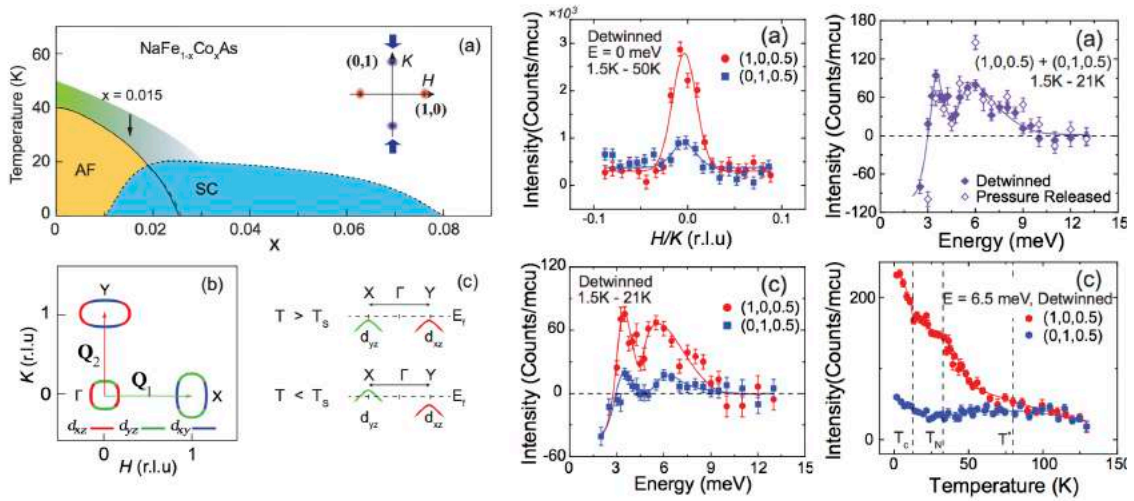 NaFe1-xCoxAs
(a)
x = 0.015
(0,1)
K
H
(1,0)
AF
SC
Temperature (K)
60
40
20
0
0
0.02
0.04
0.06
0.08
x
(b)
Y
1
Q2
Γ
Q1
X
0
dxz
dyz
dxy
K (r.l.u)
0
1
H (r.l.u)
(c)
X Γ Y
T > Ts
Ef
dyz
dxz
X Γ Y
T < Ts
Ef
dyz
dxz
×10³
(a)
Detwinned
E = 0 meV
1.5K - 50K
(1,0,0.5)
(0,1,0.5)
Intensity(Counts/mcu)
3
2
1
0
-0.1
0.0
0.1
H/K (r.l.u)
(a)
(1,0,0.5) + (0,1,0.5)
1.5K - 21K
Detwinned
Pressure Released
Intensity (Counts/mcu)
180
120
60
0
-60
-120
0 3 6 9 12 15
Energy (meV)
(c)
Detwinned
1.5K - 21K
(1,0,0.5)
(0,1,0.5)
Intensity (Counts/mcu)
120
60
0
-60
0 3 6 9 12 15
Energy (meV)
(c)
E = 6.5 meV, Detwinned
(1,0,0.5)
(0,1,0.5)
Intensity(Counts/mcu)
200
0
Tc
TN
T*
0 25 50 75 100 125 150
Temperature (K)